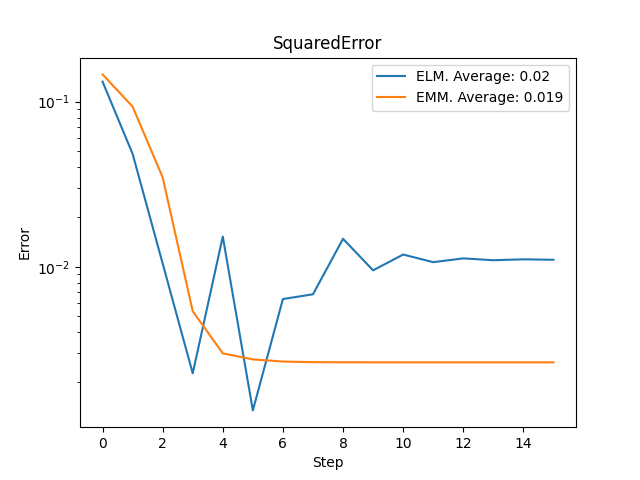 SquaredError
ELM. Average: 0.02
EMM. Average: 0.019
10⁻¹
10⁻²
Error
0 2 4 6 8 10 12 14
Step